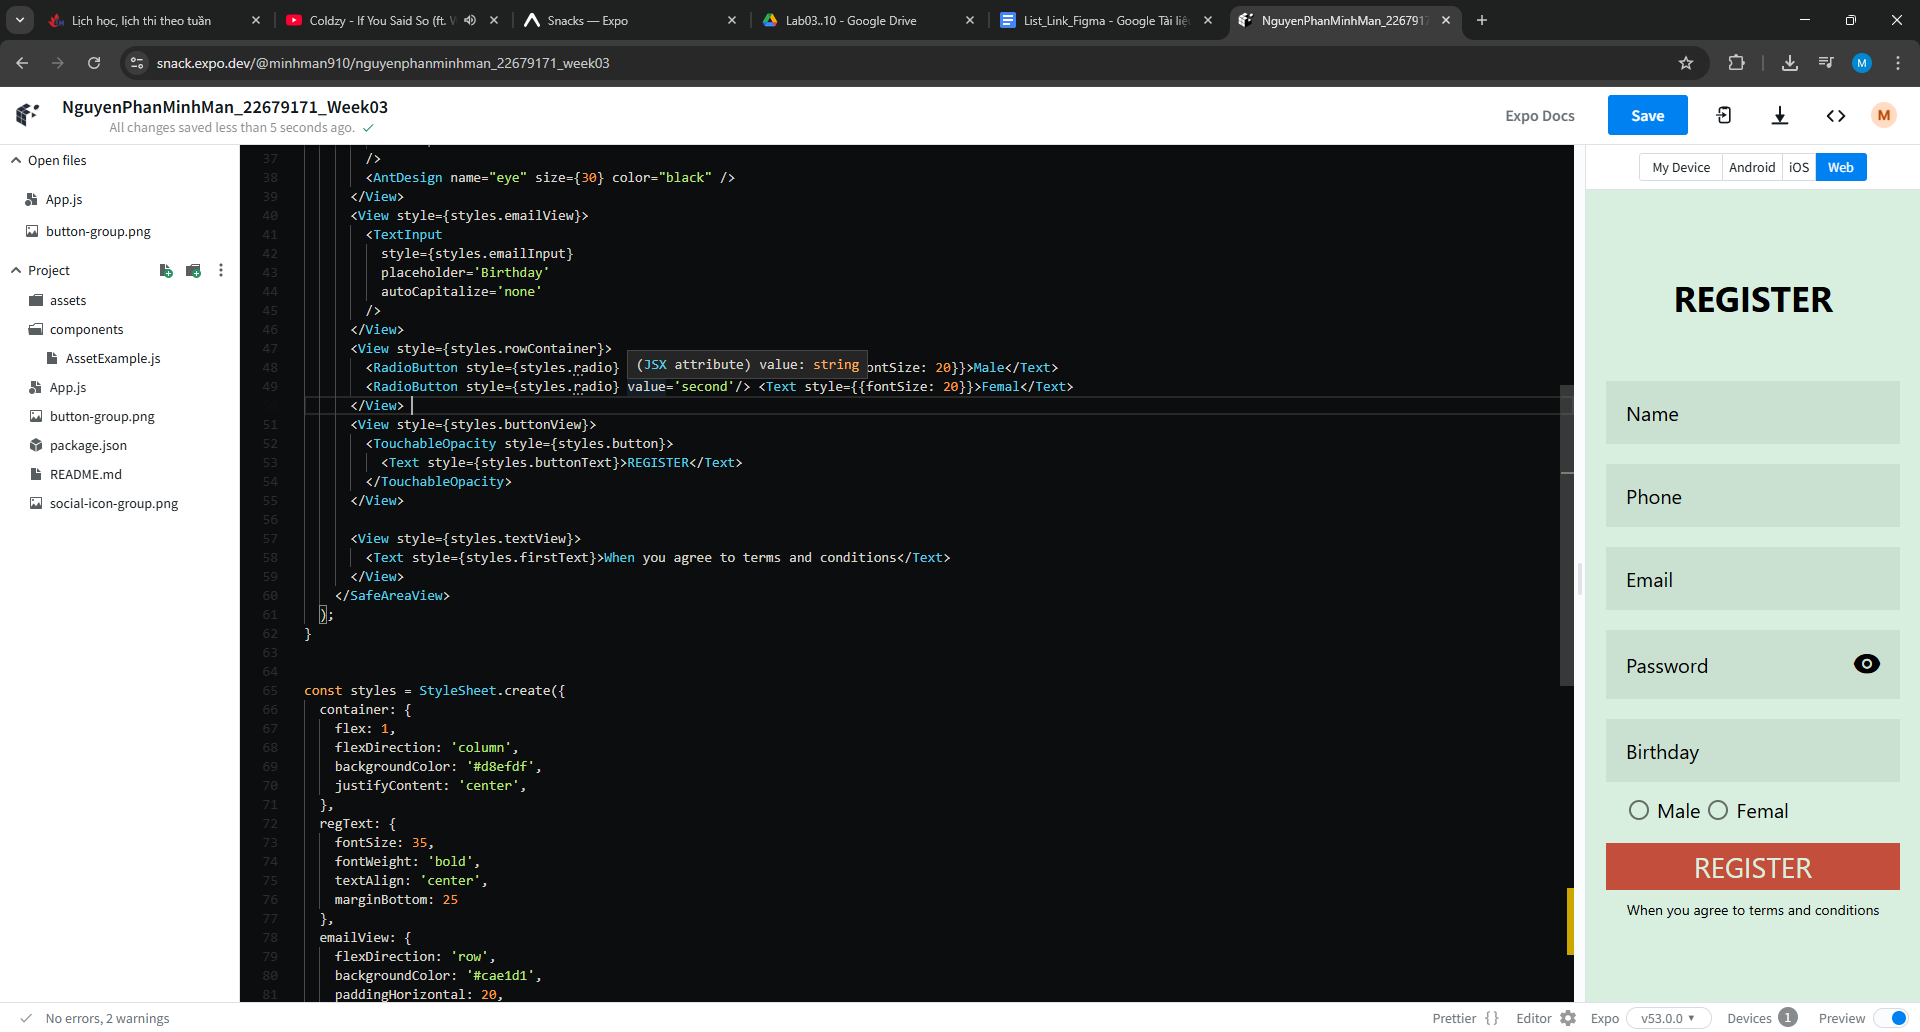 Lịch học, lịch thi theo tuần
Coldzy - If You Said So (ft. W
Snacks — Expo
Lab03..10 - Google Drive
List_Link_Figma - Google Tài liệ
NguyenPhanMinhMan_2267917
snack.expo.dev/@minhman910/nguyenphanminhman_22679171_week03
M
NguyenPhanMinhMan_22679171_Week03
All changes saved less than 5 seconds ago.
Expo Docs
Save
M
Open files
App.js
button-group.png
Project
assets
components
AssetExample.js
App.js
button-group.png
package.json
README.md
social-icon-group.png
37 />
38 <AntDesign name="eye" size={30} color="black" />
39 </View>
40 <View style={styles.emailView}>
41 <TextInput
42 style={styles.emailInput}
43 placeholder='Birthday'
44 autoCapitalize='none'
45 />
46 </View>
47 <View style={styles.rowContainer}>
48 <RadioButton style={styles.radio} (JSX attribute) value: string ontSize: 20}}>Male</Text>
49 <RadioButton style={styles.radio} value='second'/> <Text style={{fontSize: 20}}>Femal</Text>
</View>
51 <View style={styles.buttonView}>
52 <TouchableOpacity style={styles.button}>
53 <Text style={styles.buttonText}>REGISTER</Text>
54 </TouchableOpacity>
55 </View>
56
57 <View style={styles.textView}>
58 <Text style={styles.firstText}>When you agree to terms and conditions</Text>
59 </View>
60 </SafeAreaView>
61 );
62 }
63
64
65 const styles = StyleSheet.create({
66 container: {
67 flex: 1,
68 flexDirection: 'column',
69 backgroundColor: '#d8efdf',
70 justifyContent: 'center',
71 },
72 regText: {
73 fontSize: 35,
74 fontWeight: 'bold',
75 textAlign: 'center',
76 marginBottom: 25
77 },
78 emailView: {
79 flexDirection: 'row',
80 backgroundColor: '#cae1d1',
81 paddingHorizontal: 20,
My Device
Android
iOS
Web
REGISTER
Name
Phone
Email
Password
Birthday
Male
Femal
REGISTER
When you agree to terms and conditions
No errors, 2 warnings
Prettier { }
Editor
Expo
v53.0.0
Devices 1
Preview